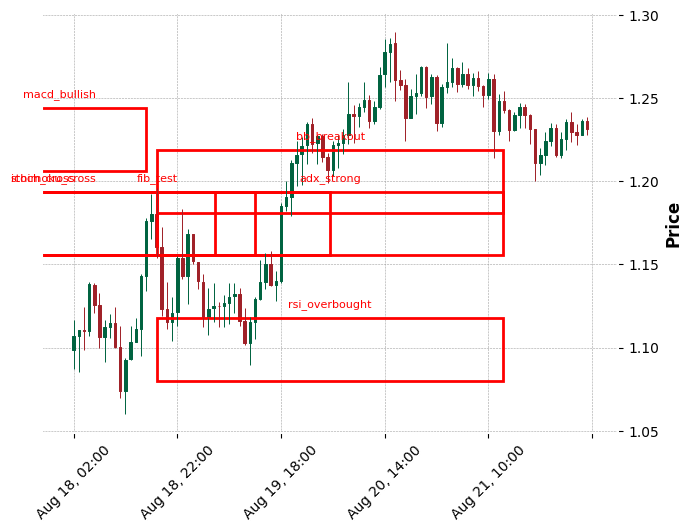 1.30
macd_bullish
1.25
bb_breakout
fib_test
adx_strong
1.20
Price
1.15
rsi_overbought
1.10
1.05
Aug 18, 02:00
Aug 18, 22:00
Aug 19, 18:00
Aug 20, 14:00
Aug 21, 10:00